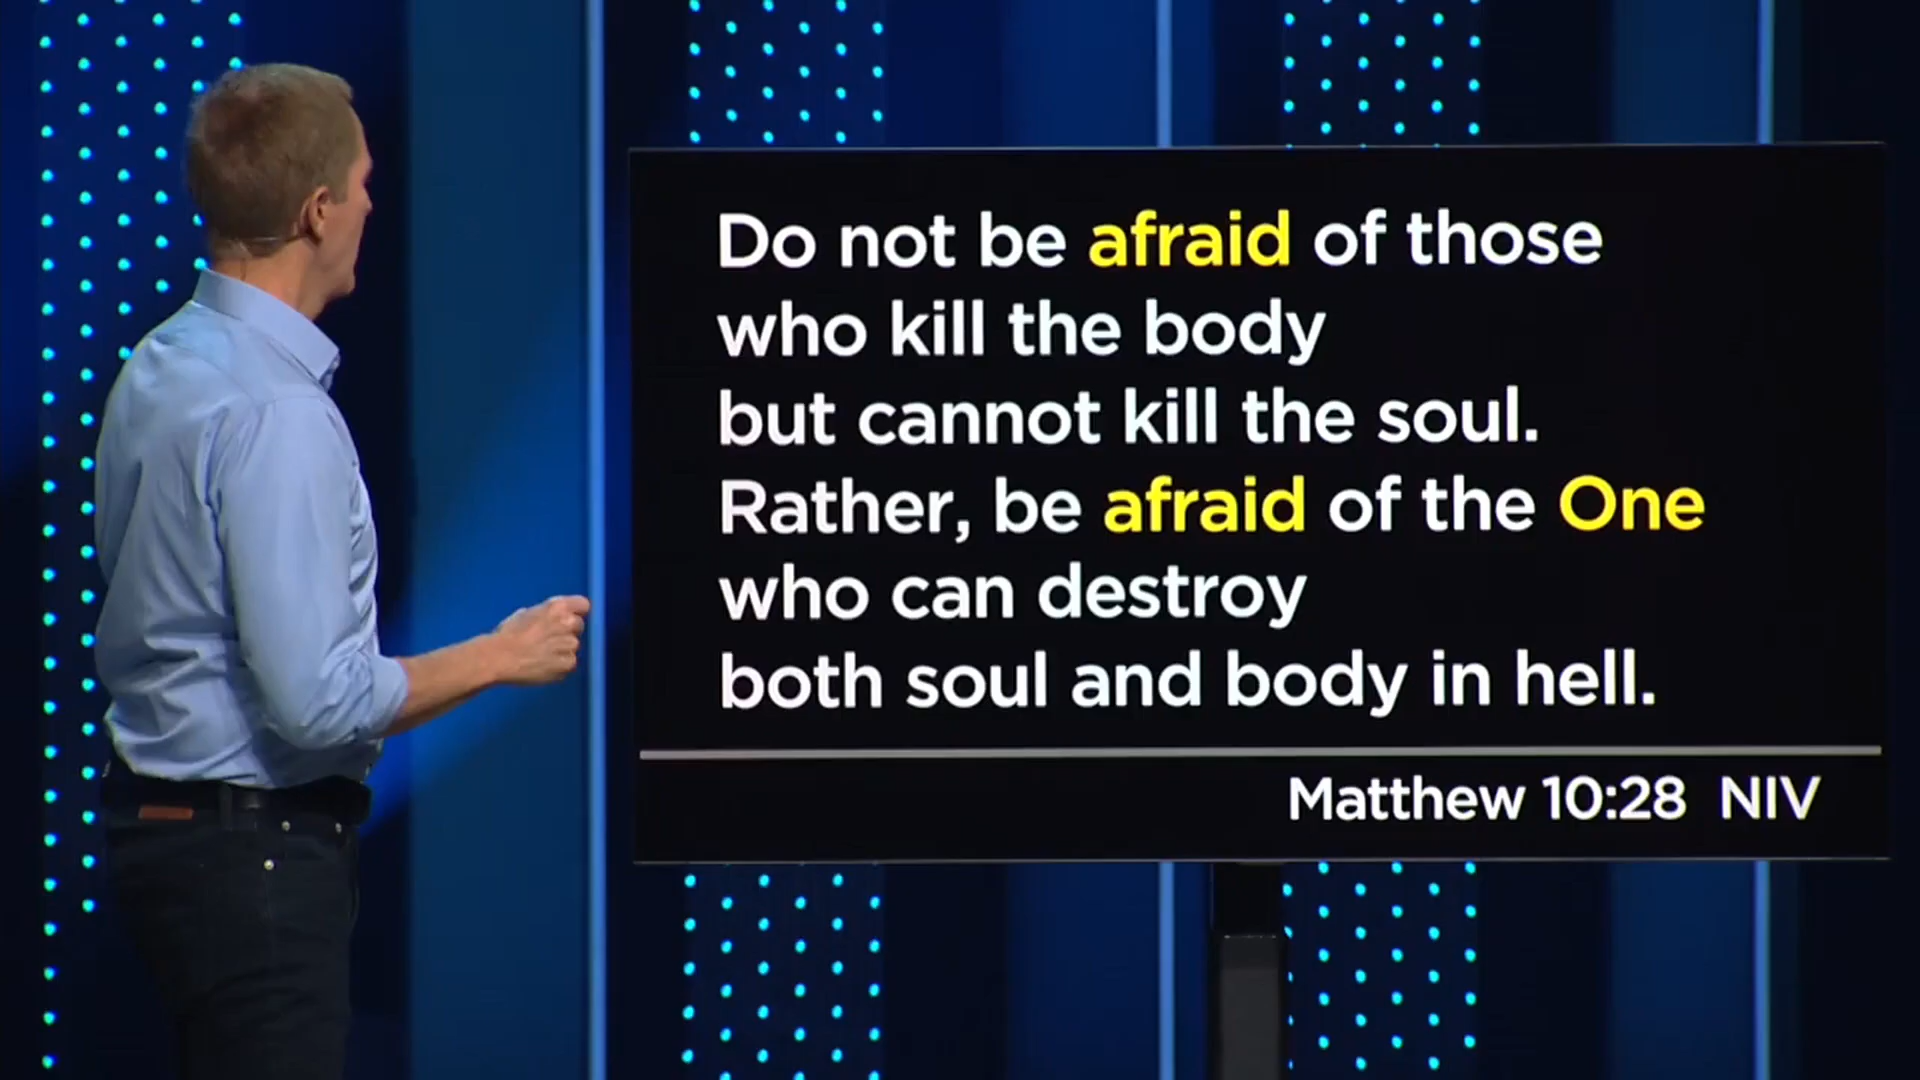 Do not be afraid of those
who kill the body
but cannot kill the soul.
Rather, be afraid of the One
who can destroy
both soul and body in hell.
Matthew 10:28 NIV